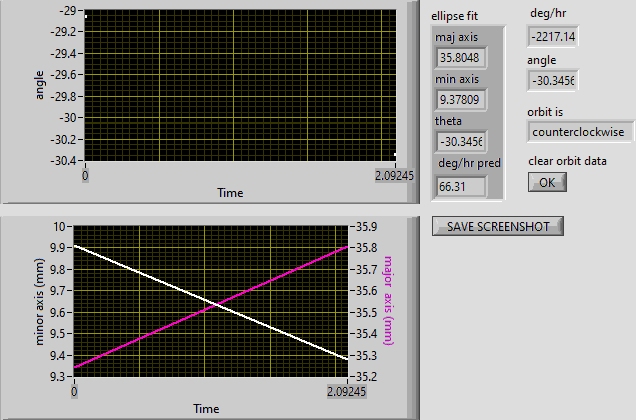 -29
-29.2
-29.4
-29.6
-29.8
-30
-30.2
-30.4
angle
0
2.09245
Time
ellipse fit
maj axis
35.8048
min axis
9.37809
theta
-30.3456
deg/hr pred
66.31
deg/hr
-2217.14
angle
-30.3456
orbit is
counterclockwise
clear orbit data
OK
SAVE SCREENSHOT
10
9.9
9.8
9.7
9.6
9.5
9.4
9.3
minor axis (mm)
35.9
35.8
35.7
35.6
35.5
35.4
35.3
35.2
major axis (mm)
0
2.09245
Time